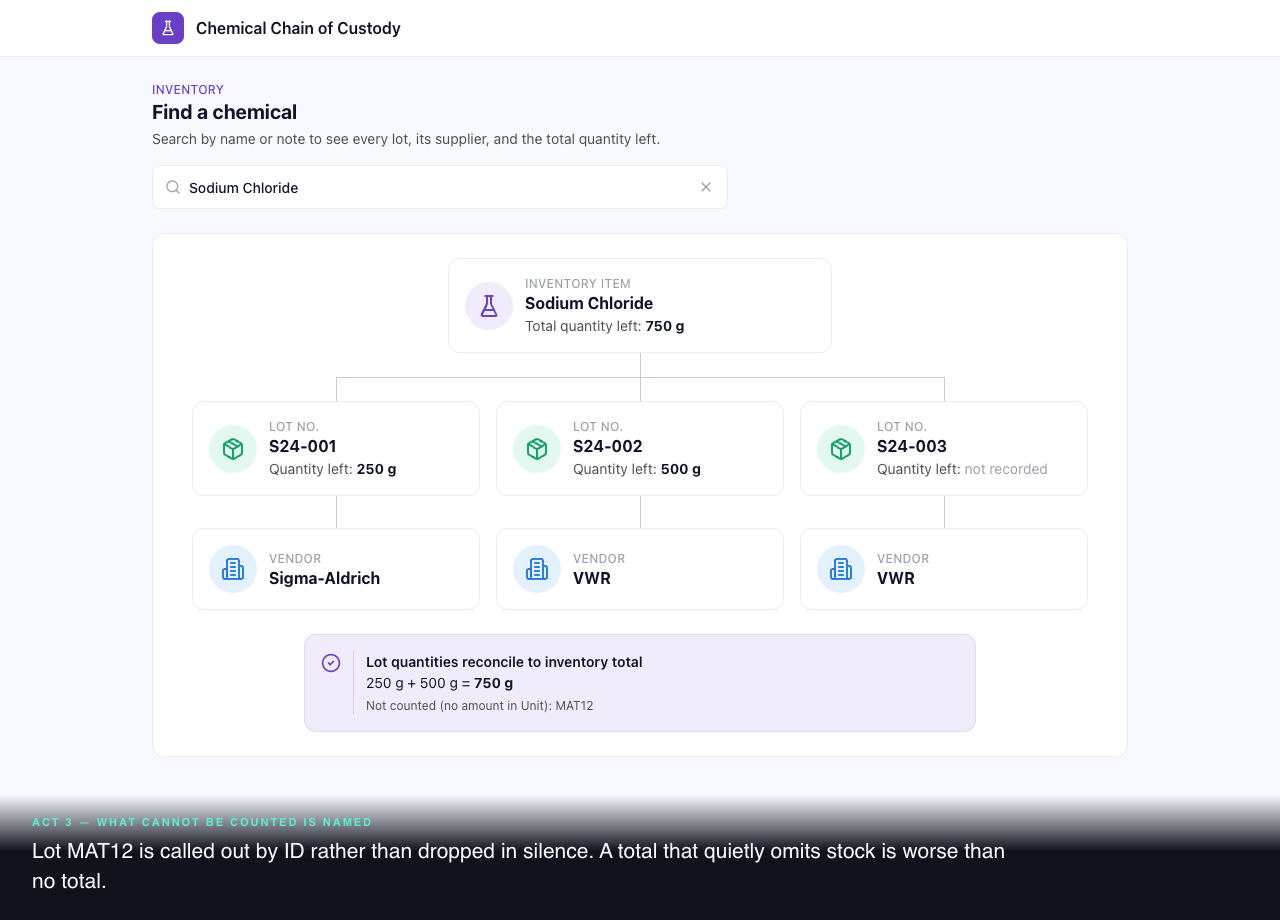 Chemical Chain of Custody
INVENTORY
Find a chemical
Search by name or note to see every lot, its supplier, and the total quantity left.
Sodium Chloride
INVENTORY ITEM
Sodium Chloride
Total quantity left: 750 g
LOT NO.
S24-001
Quantity left: 250 g
LOT NO.
S24-002
Quantity left: 500 g
LOT NO.
S24-003
Quantity left: not recorded
VENDOR
Sigma-Aldrich
VENDOR
VWR
VENDOR
VWR
Lot quantities reconcile to inventory total
250 g + 500 g = 750 g
Not counted (no amount in Unit): MAT12
ACT 3 — WHAT CANNOT BE COUNTED IS NAMED
Lot MAT12 is called out by ID rather than dropped in silence. A total that quietly omits stock is worse than
no total.